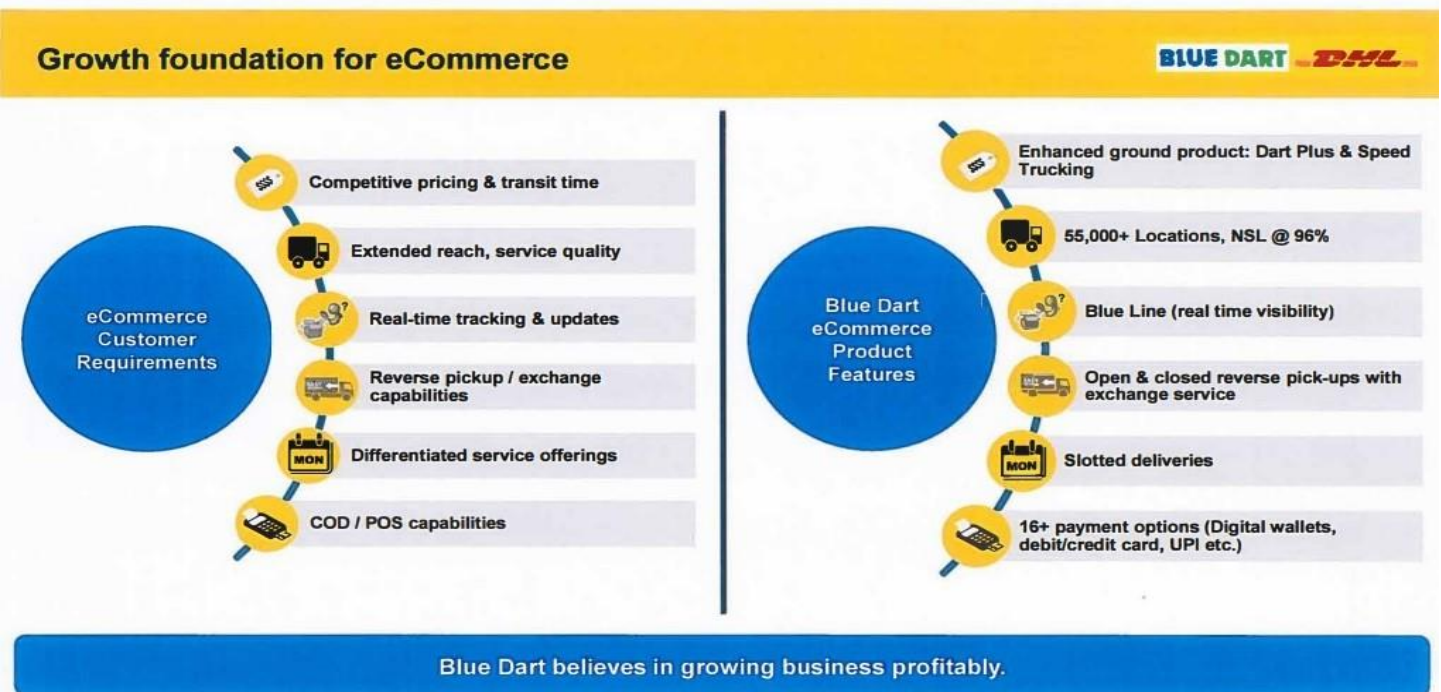 Growth foundation for eCommerce
BLUE DART DHL
$$$
Competitive pricing & transit time
Extended reach, service quality
?
Real-time tracking & updates
Reverse pickup / exchange
capabilities
MON
Differentiated service offerings
COD / POS capabilities
eCommerce
Customer
Requirements
$$$
Enhanced ground product: Dart Plus & Speed
Trucking
55,000+ Locations, NSL @ 96%
?
Blue Line (real time visibility)
Open & closed reverse pick-ups with
exchange service
MON
Slotted deliveries
16+ payment options (Digital wallets,
debit/credit card, UPI etc.)
Blue Dart
eCommerce
Product
Features
Blue Dart believes in growing business profitably.